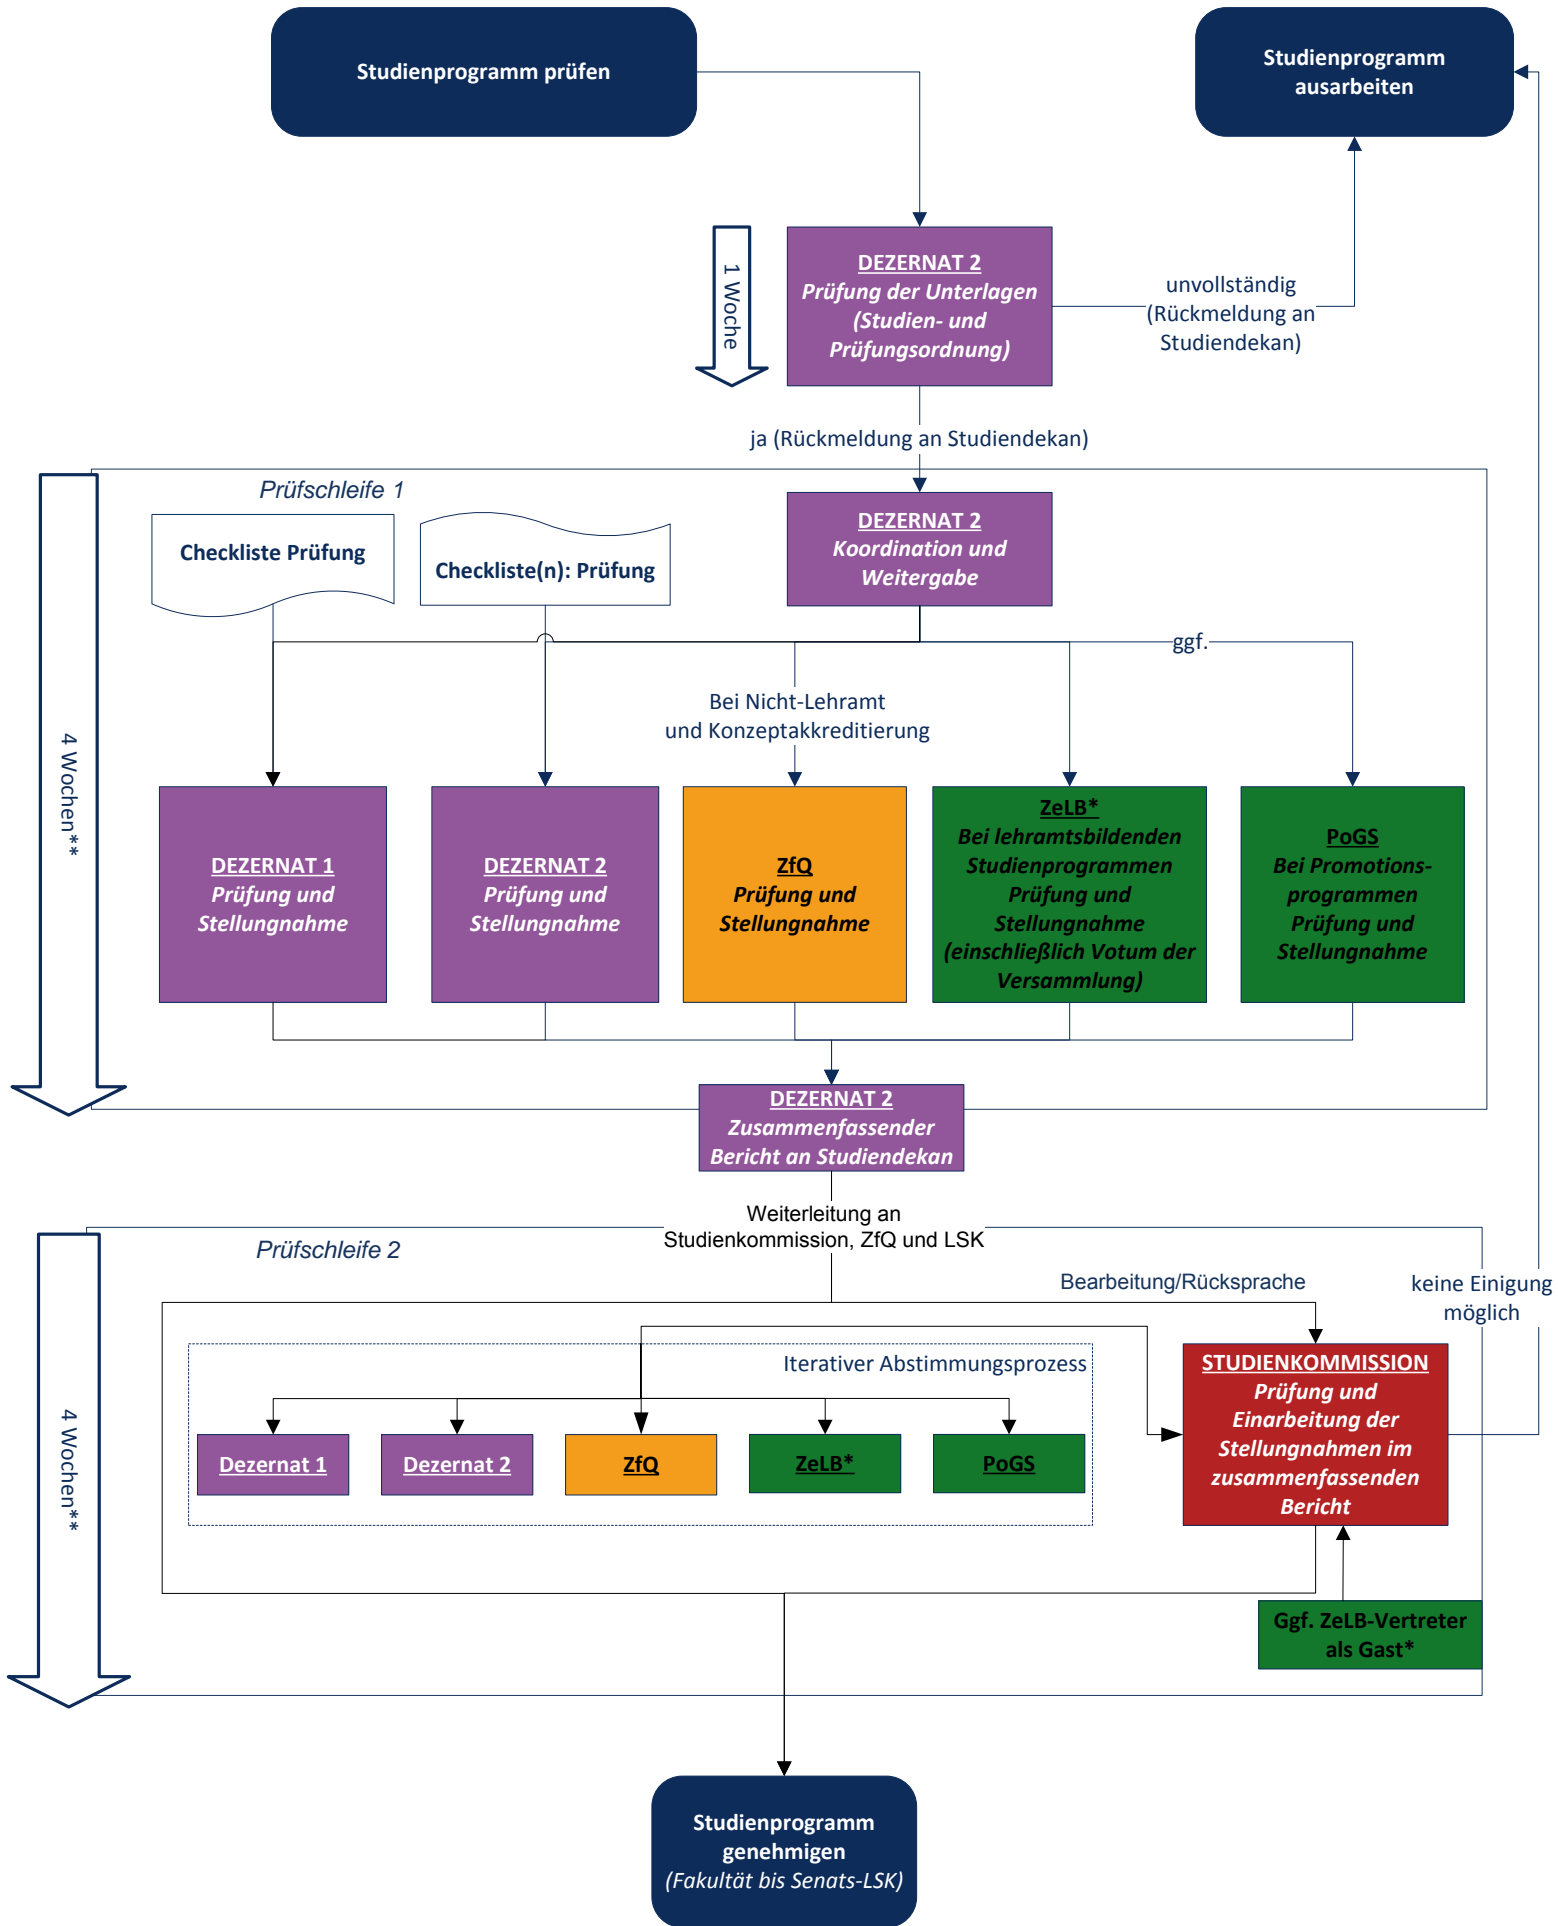 Studienprogramm prüfen
Studienprogramm
ausarbeiten
1 Woche
DEZERNAT 2
Prüfung der Unterlagen
(Studien- und
Prüfungsordnung)
unvollständig
(Rückmeldung an
Studiendekan)
ja (Rückmeldung an Studiendekan)
4 Wochen**
Prüfschleife 1
Checkliste Prüfung
Checkliste(n): Prüfung
DEZERNAT 2
Koordination und
Weitergabe
ggf.
Bei Nicht-Lehramt
und Konzeptakkreditierung
DEZERNAT 1
Prüfung und
Stellungnahme
DEZERNAT 2
Prüfung und
Stellungnahme
ZfQ
Prüfung und
Stellungnahme
ZeLB*
Bei lehramtsbildenden
Studienprogrammen
Prüfung und
Stellungnahme
(einschließlich Votum der
Versammlung)
PoGS
Bei Promotions-
programmen
Prüfung und
Stellungnahme
DEZERNAT 2
Zusammenfassender
Bericht an Studiendekan
Weiterleitung an
Studienkommission, ZfQ und LSK
4 Wochen**
Prüfschleife 2
Bearbeitung/Rücksprache
keine Einigung
möglich
Iterativer Abstimmungsprozess
Dezernat 1
Dezernat 2
ZfQ
ZeLB*
PoGS
STUDIENKOMMISSION
Prüfung und
Einarbeitung der
Stellungnahmen im
zusammenfassenden
Bericht
Ggf. ZeLB-Vertreter
als Gast*
Studienprogramm
genehmigen
(Fakultät bis Senats-LSK)